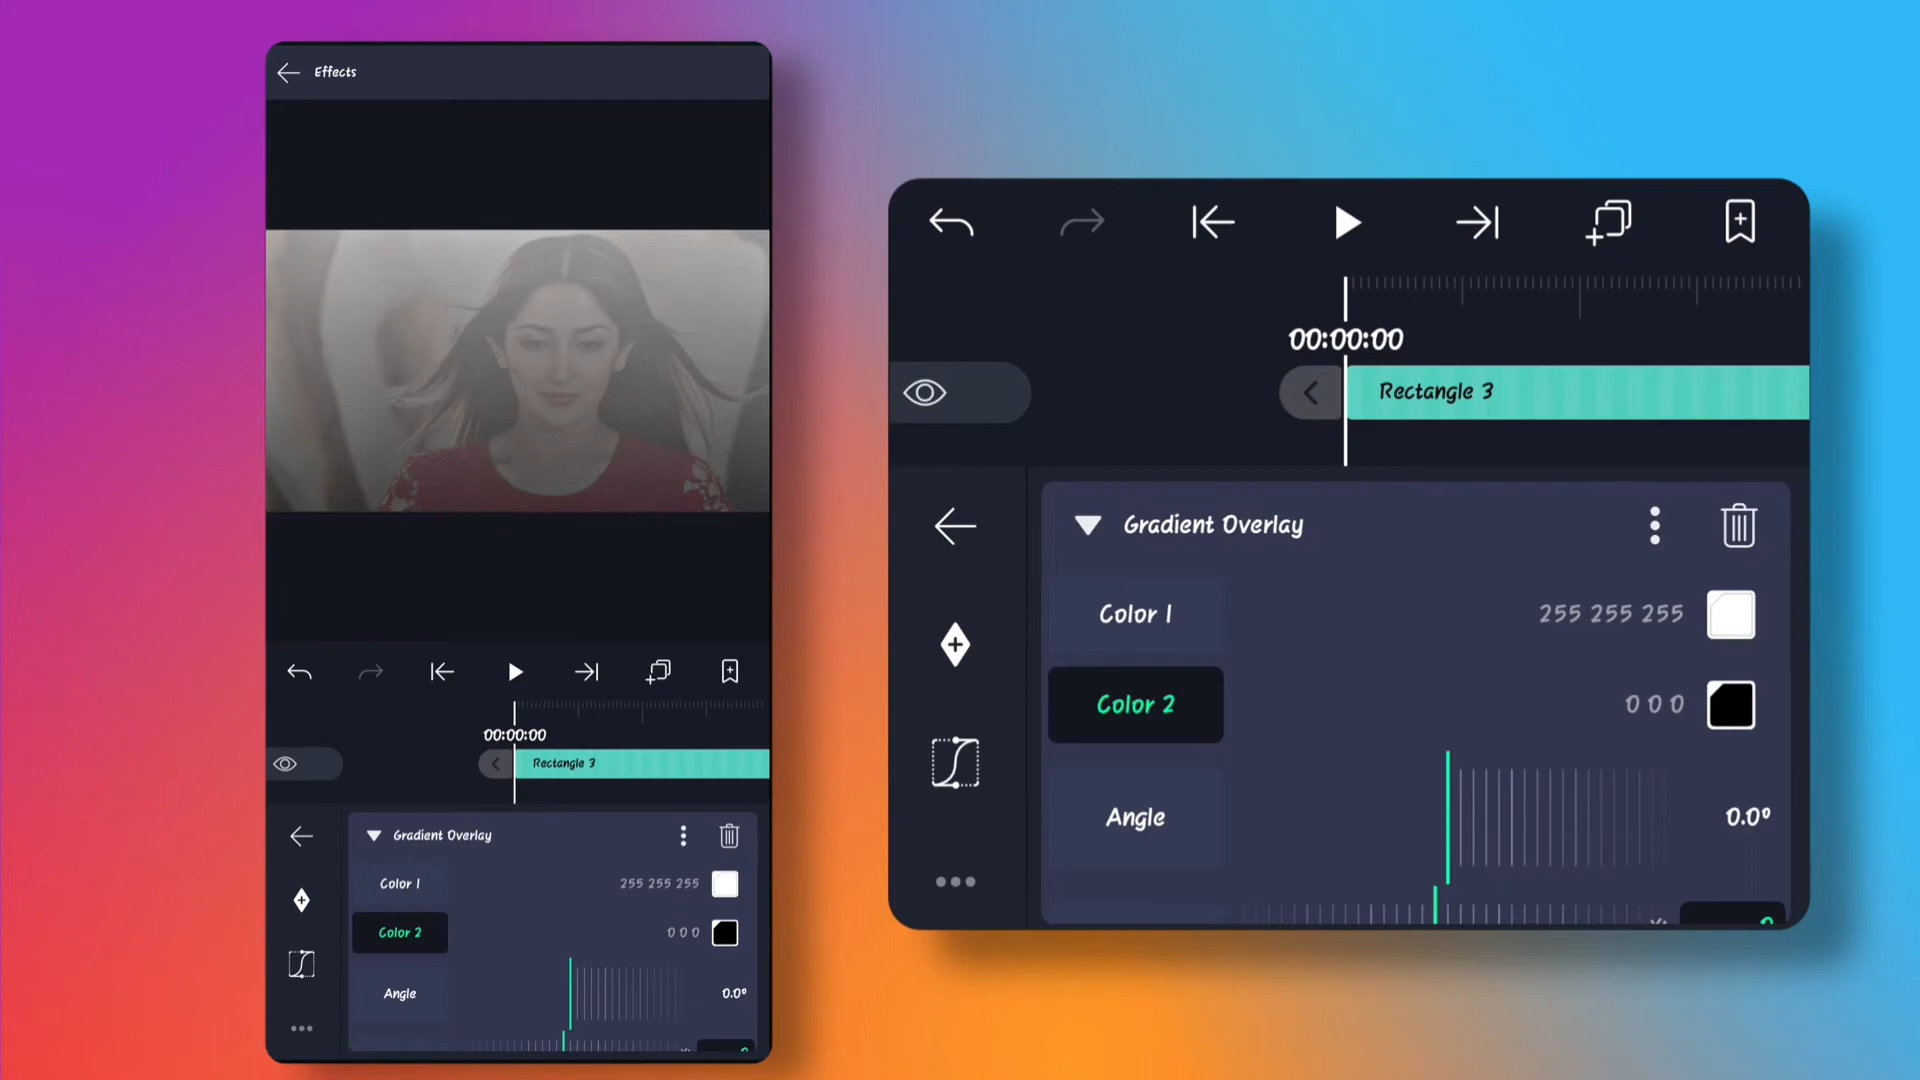 Effects
00:00:00
Rectangle 3
Gradient Overlay
Color 1
255 255 255
Color 2
0 0 0
Angle
0.0°
00:00:00
Rectangle 3
Gradient Overlay
Color 1
255 255 255
Color 2
0 0 0
Angle
0.0°